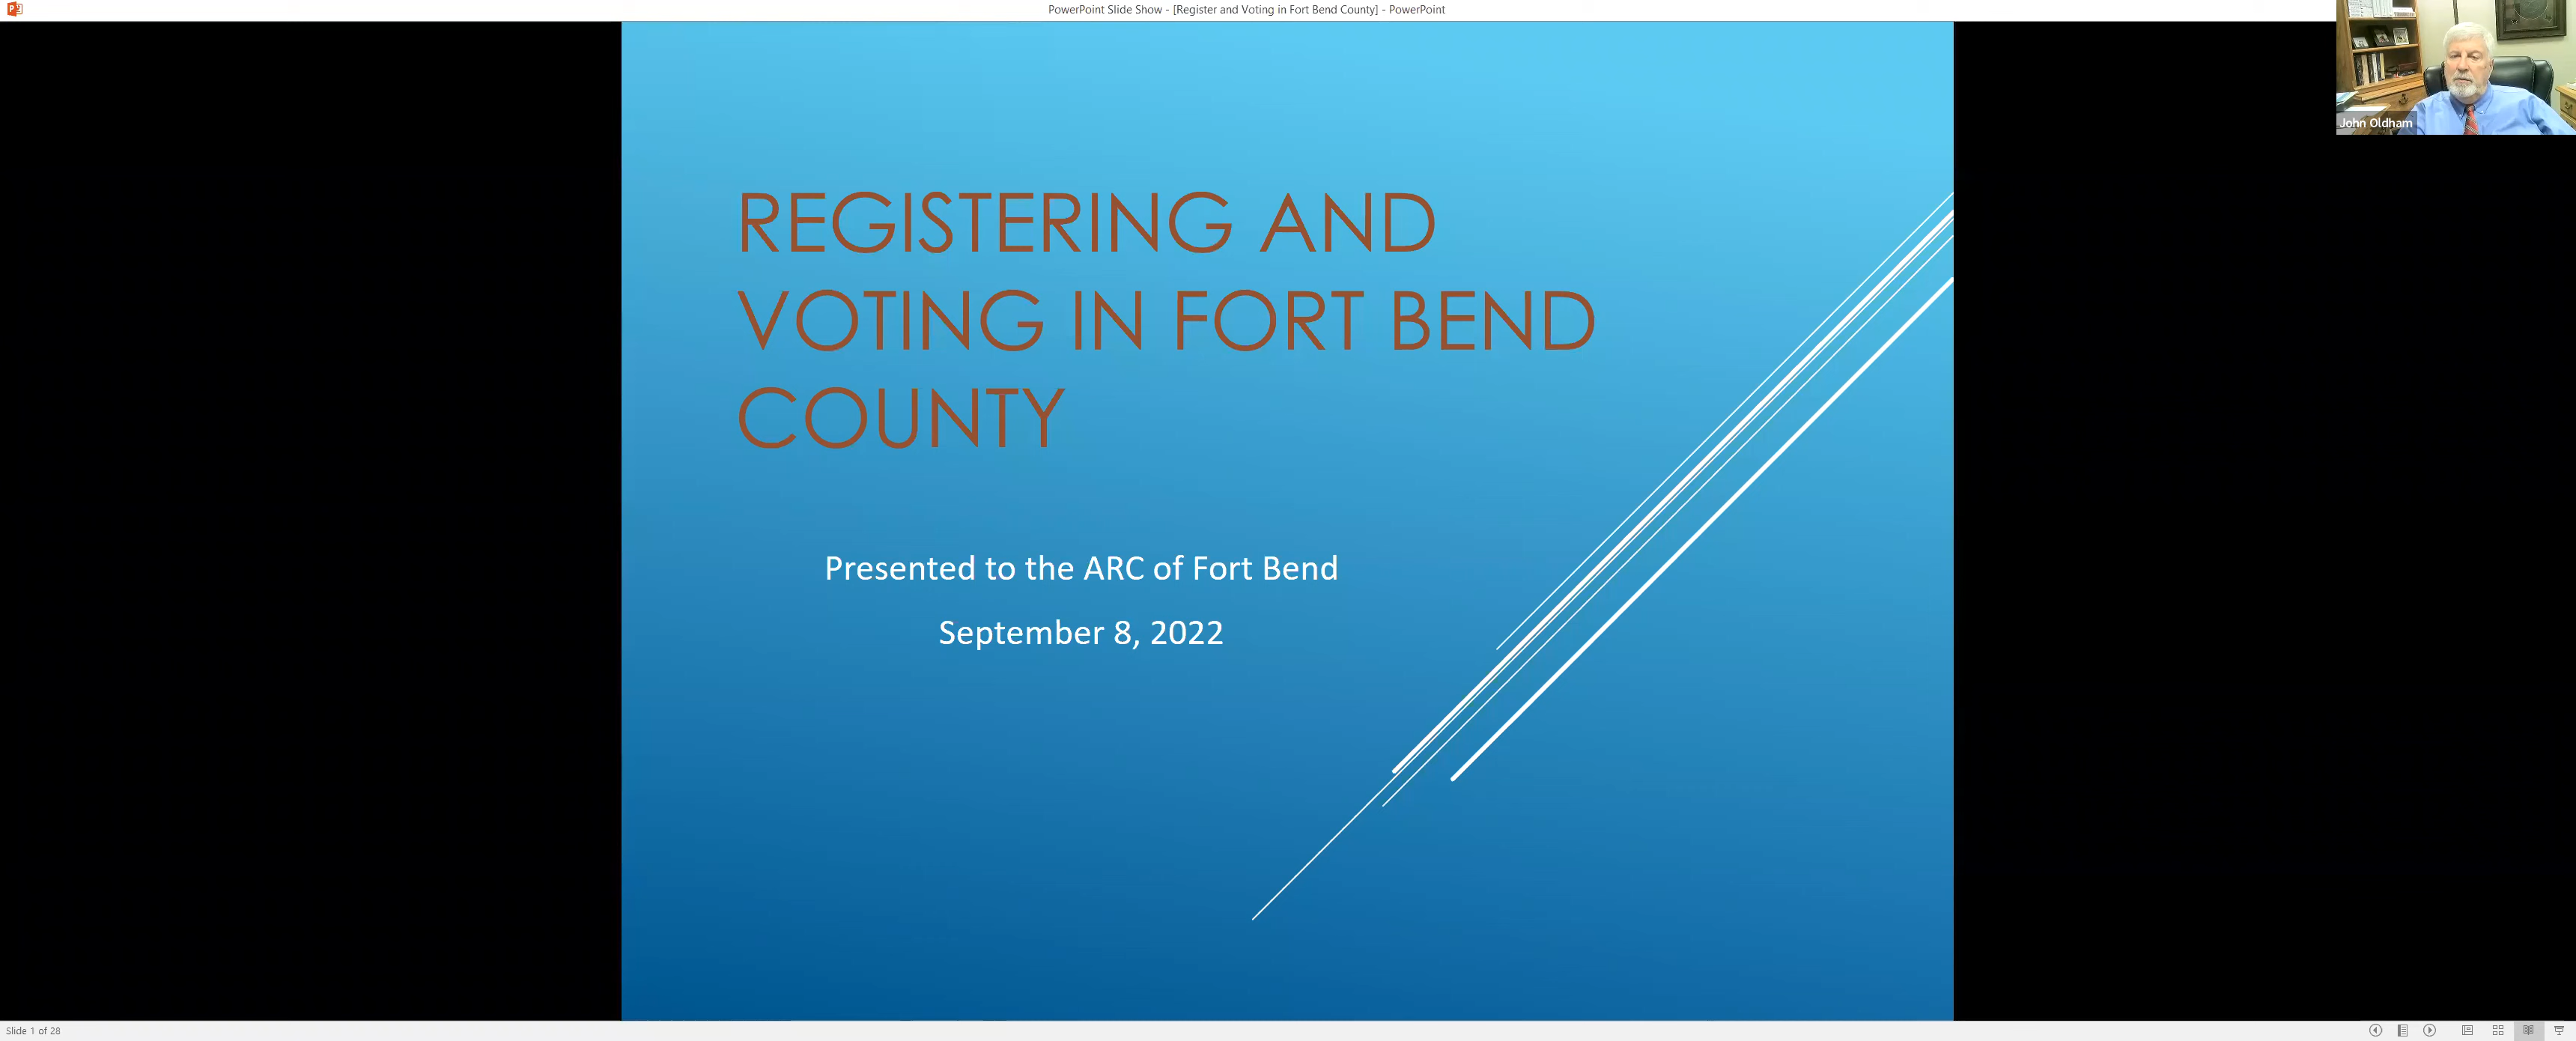 PowerPoint Slide Show - [Register and Voting in Fort Bend County] - PowerPoint
John Oldham
REGISTERING AND
VOTING IN FORT BEND
COUNTY
Presented to the ARC of Fort Bend
September 8, 2022
Slide 1 of 28